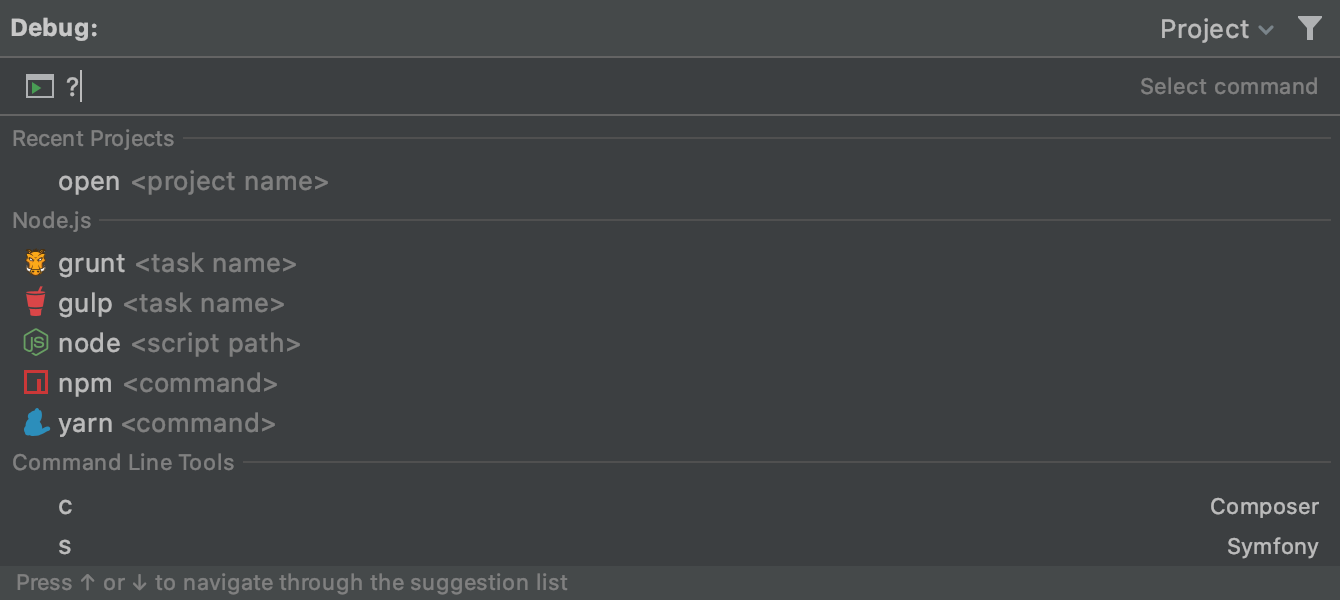 Debug:
Project
?
Select command
Recent Projects
open <project name>
Node.js
grunt <task name>
gulp <task name>
JS node <script path>
npm <command>
yarn <command>
Command Line Tools
c Composer
s Symfony
Press ↑ or ↓ to navigate through the suggestion list